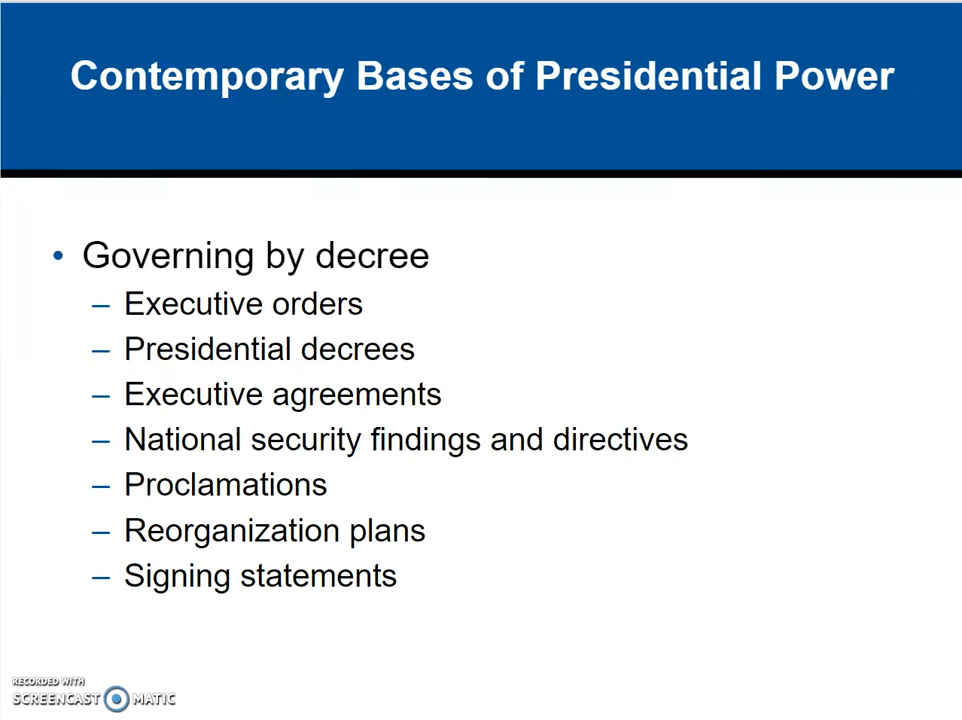 Contemporary Bases of Presidential Power
• Governing by decree
– Executive orders
– Presidential decrees
– Executive agreements
– National security findings and directives
– Proclamations
– Reorganization plans
– Signing statements
RECORDED WITH
SCREENCAST MATIC